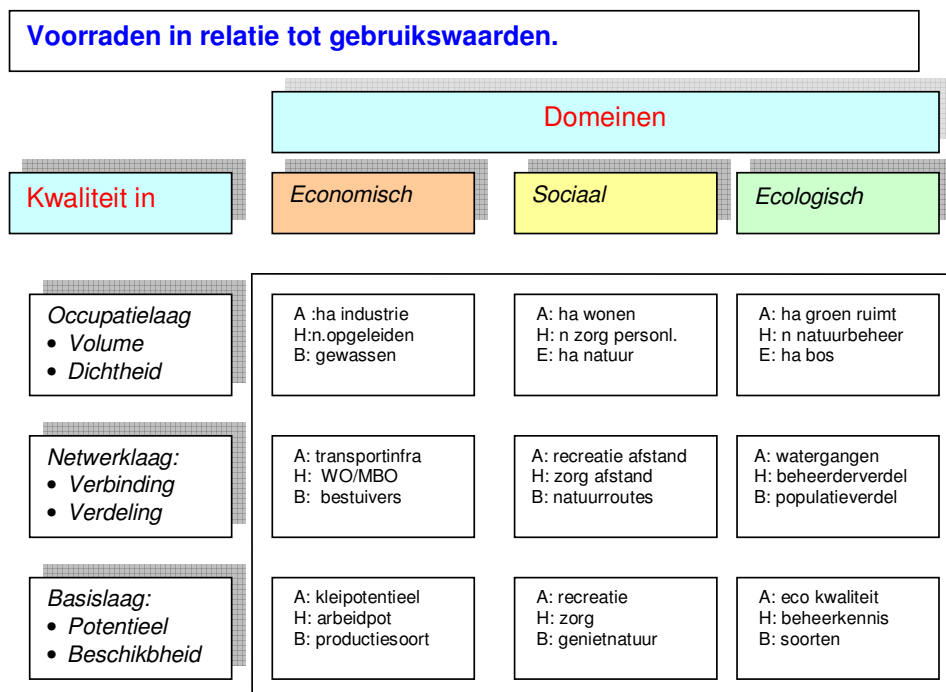 Voorraden in relatie tot gebruikswaarden.
Domeinen
Kwaliteit in
Economisch
Sociaal
Ecologisch
Occupatielaag
• Volume
• Dichtheid
A :ha industrie
H:n.opgeleiden
B: gewassen
A: ha wonen
H: n zorg personl.
E: ha natuur
A: ha groen ruimt
H: n natuurbeheer
E: ha bos
Netwerklaag:
• Verbinding
• Verdeling
A: transportinfra
H: WO/MBO
B: bestuivers
A: recreatie afstand
H: zorg afstand
B: natuurroutes
A: watergangen
H: beheerderverdel
B: populatieverdel
Basislaag:
• Potentieel
• Beschikbheid
A: kleipotentieel
H: arbeidpot
B: productiesoort
A: recreatie
H: zorg
B: genietnatuur
A: eco kwaliteit
H: beheerkennis
B: soorten